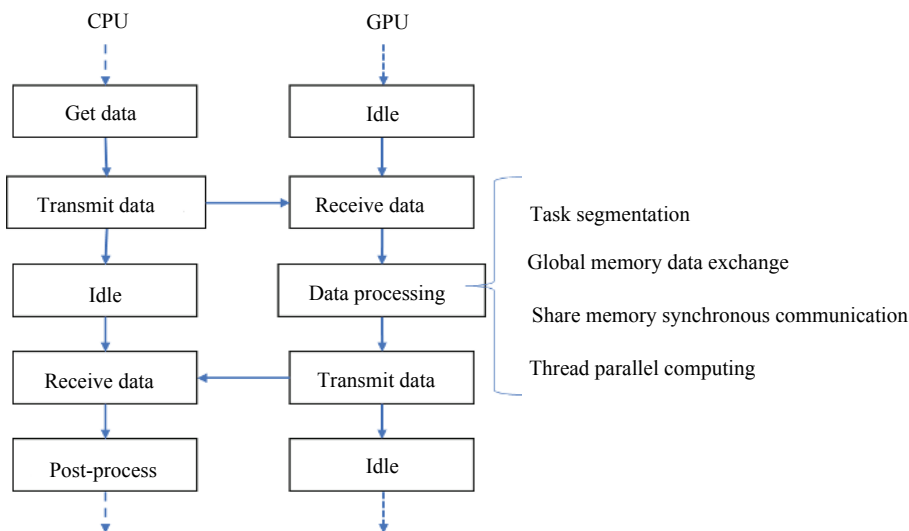 CPU GPU
Get data Idle
Transmit data Receive data
Task segmentation
Global memory data exchange
Idle Data processing
Share memory synchronous communication
Receive data Transmit data
Thread parallel computing
Post-process Idle